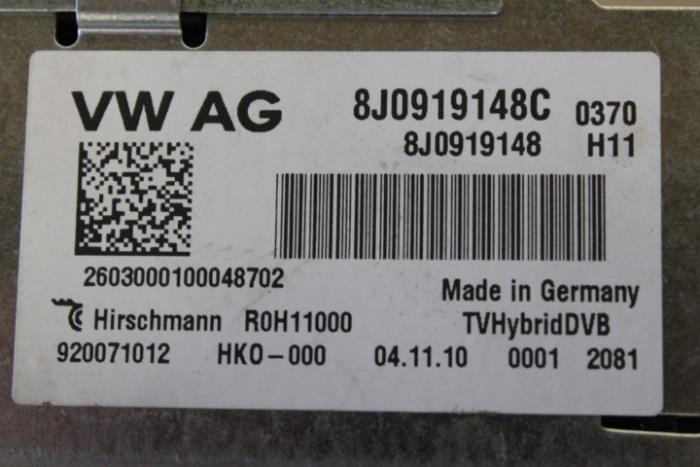 VW AG 8J0919148C 0370
8J0919148 H11
2603000100048702
Made in Germany
Hirschmann R0H11000 TVHybridDVB
920071012 HKO-000 04.11.10 0001 2081